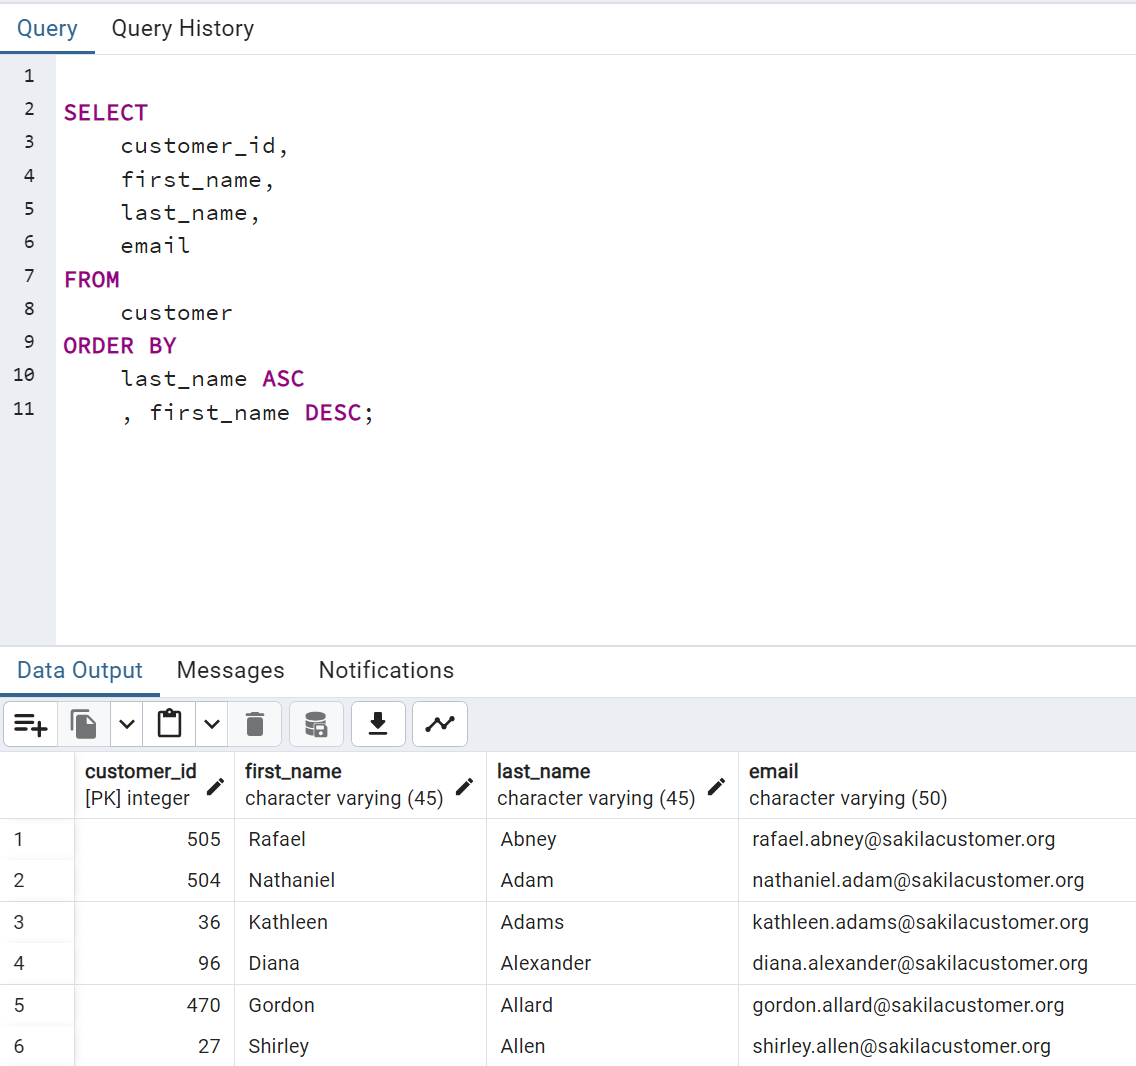 Query Query History
1
2 SELECT
3 customer_id,
4 first_name,
5 last_name,
6 email
7 FROM
8 customer
9 ORDER BY
10 last_name ASC
11 , first_name DESC;
Data Output Messages Notifications
customer_id first_name last_name email
[PK] integer character varying (45) character varying (45) character varying (50)
1 505 Rafael Abney rafael.abney@sakilacustomer.org
2 504 Nathaniel Adam nathaniel.adam@sakilacustomer.org
3 36 Kathleen Adams kathleen.adams@sakilacustomer.org
4 96 Diana Alexander diana.alexander@sakilacustomer.org
5 470 Gordon Allard gordon.allard@sakilacustomer.org
6 27 Shirley Allen shirley.allen@sakilacustomer.org